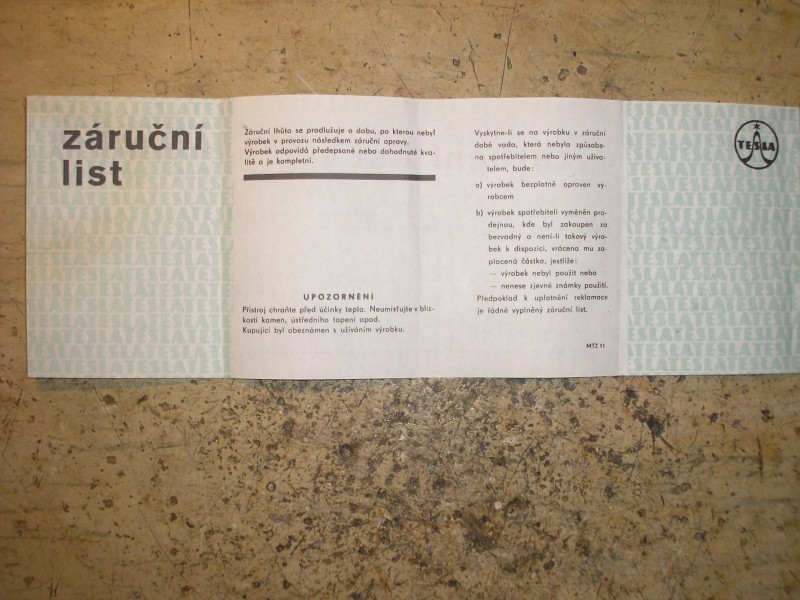 záruční
list
Záruční lhůta se prodlužuje o dobu, po kterou nebyl
výrobek v provozu následkem záruční opravy.
Výrobek odpovídá předepsané nebo dohodnuté kva-
litě a je kompletní.
UPOZORNĚNÍ
Přístroj chraňte před účinky tepla. Neumisťujte v blíz-
kosti kamen, ústředního topení apod.
Kupující byl obeznámen s užíváním výrobku.
Vyskytne-li se na výrobku v záruční
době vada, která nebyla způsobe-
na spotřebitelem nebo jiným uživa-
telem, bude:
a) výrobek bezplatně opraven vý-
robcem
b) výrobek spotřebiteli vyměněn pro-
dejnou, kde byl zakoupen za
bezvadný a není-li takový výro-
bek k dispozici, vrácena mu za-
placená částka, jestliže:
— výrobek nebyl použit nebo
— nenese zjevné známky použití.
Předpoklad k uplatnění reklamace
je řádně vyplněný záruční list.
MTZ 11
TESLA